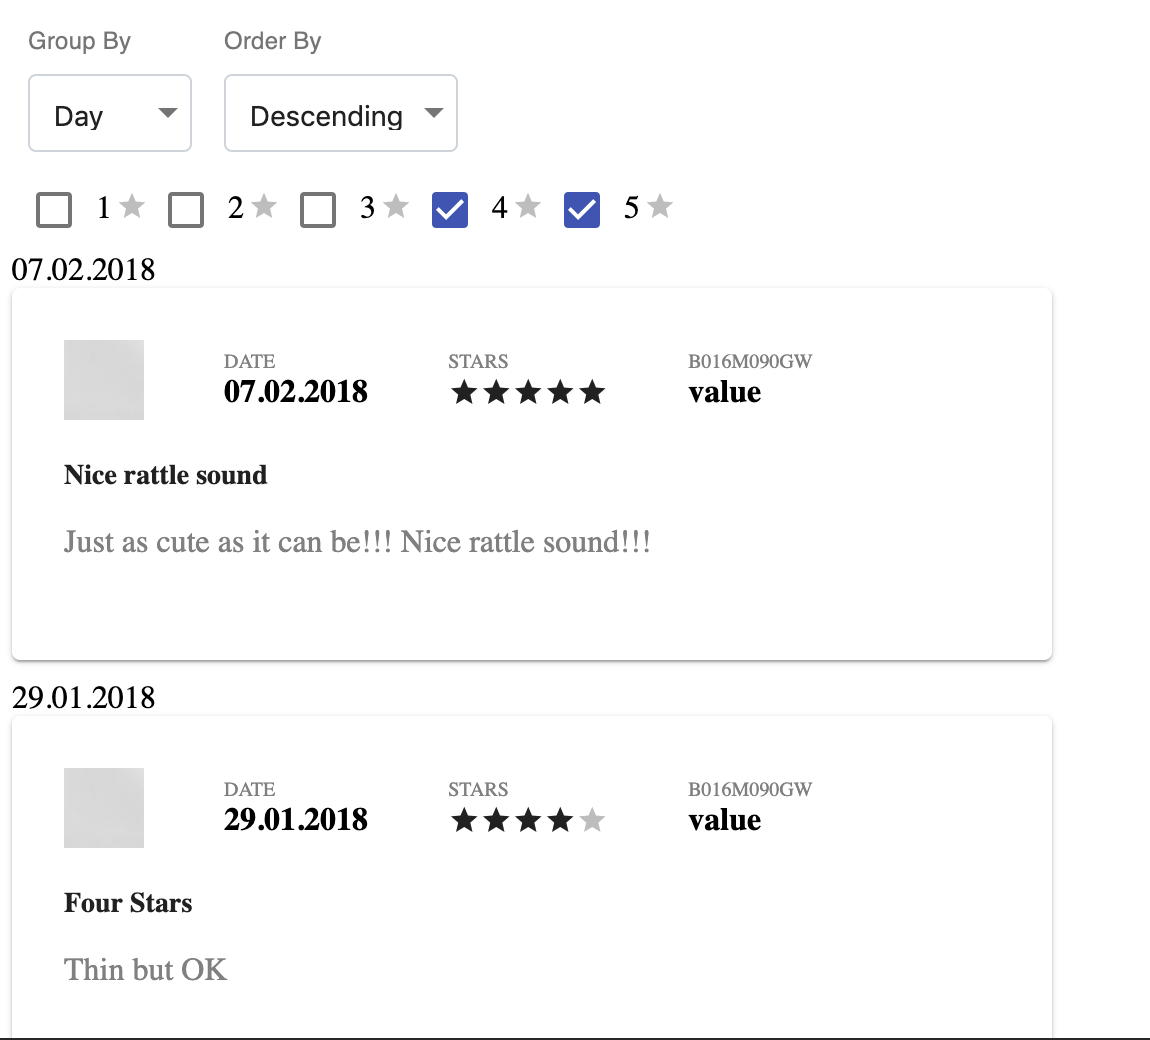 Group By Order By
Day Descending
1 2 3 4 5
07.02.2018
DATE STARS B016M090GW
07.02.2018 value
Nice rattle sound
Just as cute as it can be!!! Nice rattle sound!!!
29.01.2018
DATE STARS B016M090GW
29.01.2018 value
Four Stars
Thin but OK